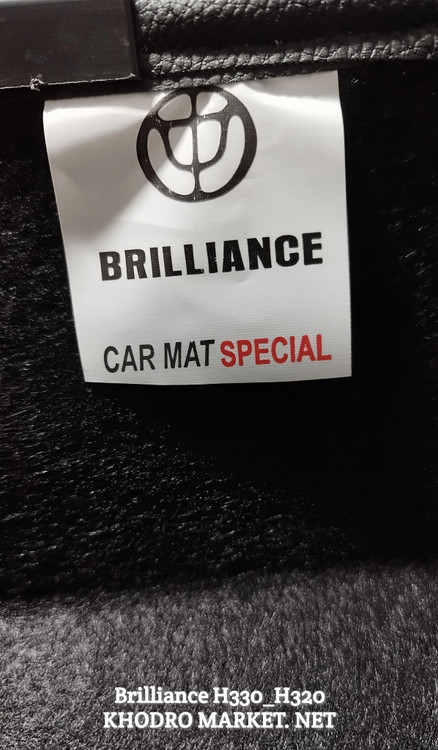 BRILLIANCE
CAR MAT SPECIAL
Brilliance H330_H320
KHODRO MARKET. NET